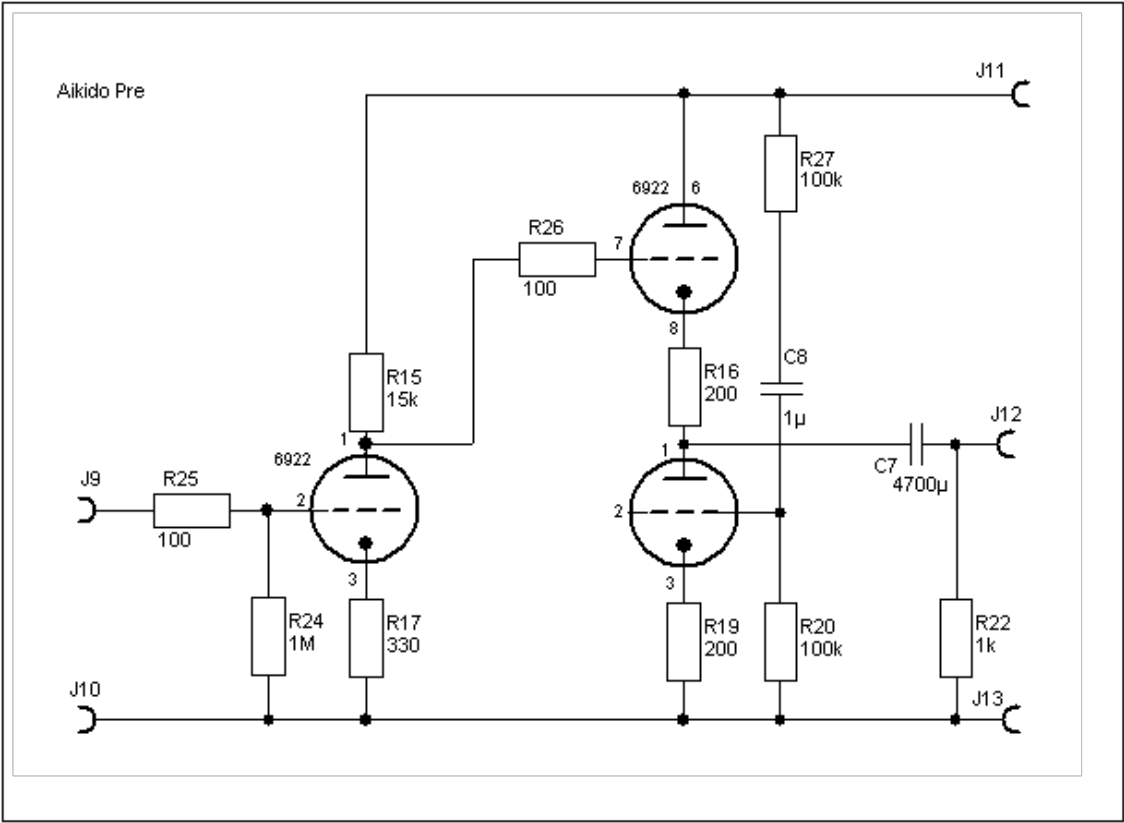 Aikido Pre
J11
R27
100k
6922 6
R26
7
100
8
C8
R15
15k
R16
200
1µ
J12
1
6922
1
C7
4700µ
J9
R25
2
2
100
3
3
R24
1M
R17
330
R19
200
R20
100k
R22
1k
J10
J13